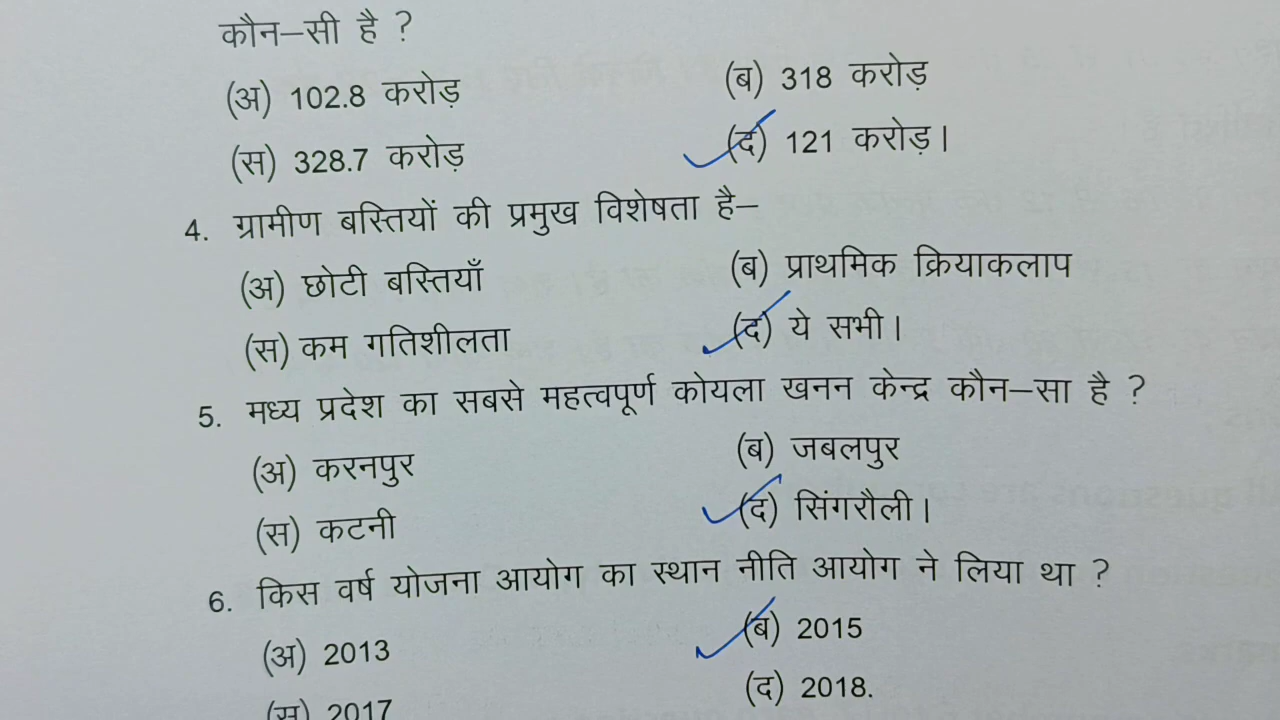 कौन–सी है ?
(अ) 102.8 करोड़ (ब) 318 करोड़
(स) 328.7 करोड़ (द) 121 करोड़।
4. ग्रामीण बस्तियों की प्रमुख विशेषता है–
(अ) छोटी बस्तियाँ (ब) प्राथमिक क्रियाकलाप
(स) कम गतिशीलता (द) ये सभी।
5. मध्य प्रदेश का सबसे महत्वपूर्ण कोयला खनन केन्द्र कौन–सा है ?
(अ) करनपुर (ब) जबलपुर
(स) कटनी (द) सिंगरौली।
6. किस वर्ष योजना आयोग का स्थान नीति आयोग ने लिया था ?
(अ) 2013 (ब) 2015
(स) 2017 (द) 2018.